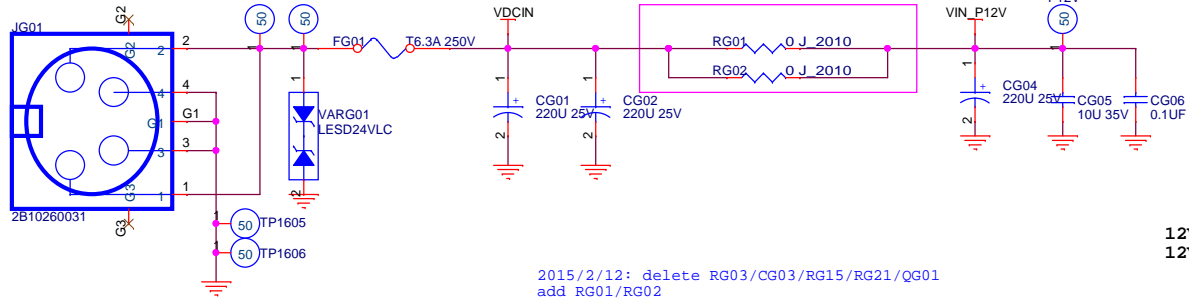 G2
JG01
G2
2
2
4
4
G1
G1
3
3
1
1
G3
G3
2B10260031
50
1
50
1
FG01
T6.3A 250V
1
VARG01
LESD24VLC
2
1
50
TP1605
1
50
TP1606
VDCIN
1
+
CG01
220U 25V
2
1
+
CG02
220U 25V
2
RG01
0 J_2010
RG02
0 J_2010
VIN_P12V
1
+
CG04
220U 25V
2
50
1
CG05
10U 35V
CG06
0.1UF
2015/2/12: delete RG03/CG03/RG15/RG21/QG01
add RG01/RG02